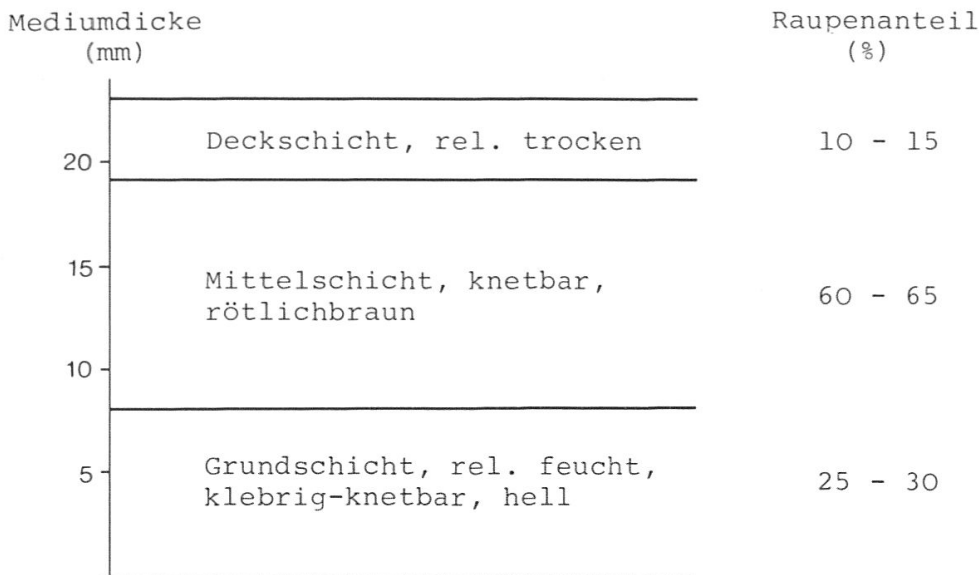 Mediumdicke Raupenanteil
(mm) (%)
Deckschicht, rel. trocken 10 - 15
20
15
Mittelschicht, knetbar,
rötlichbraun
60 - 65
10
5
Grundschicht, rel. feucht,
klebrig-knetbar, hell
25 - 30